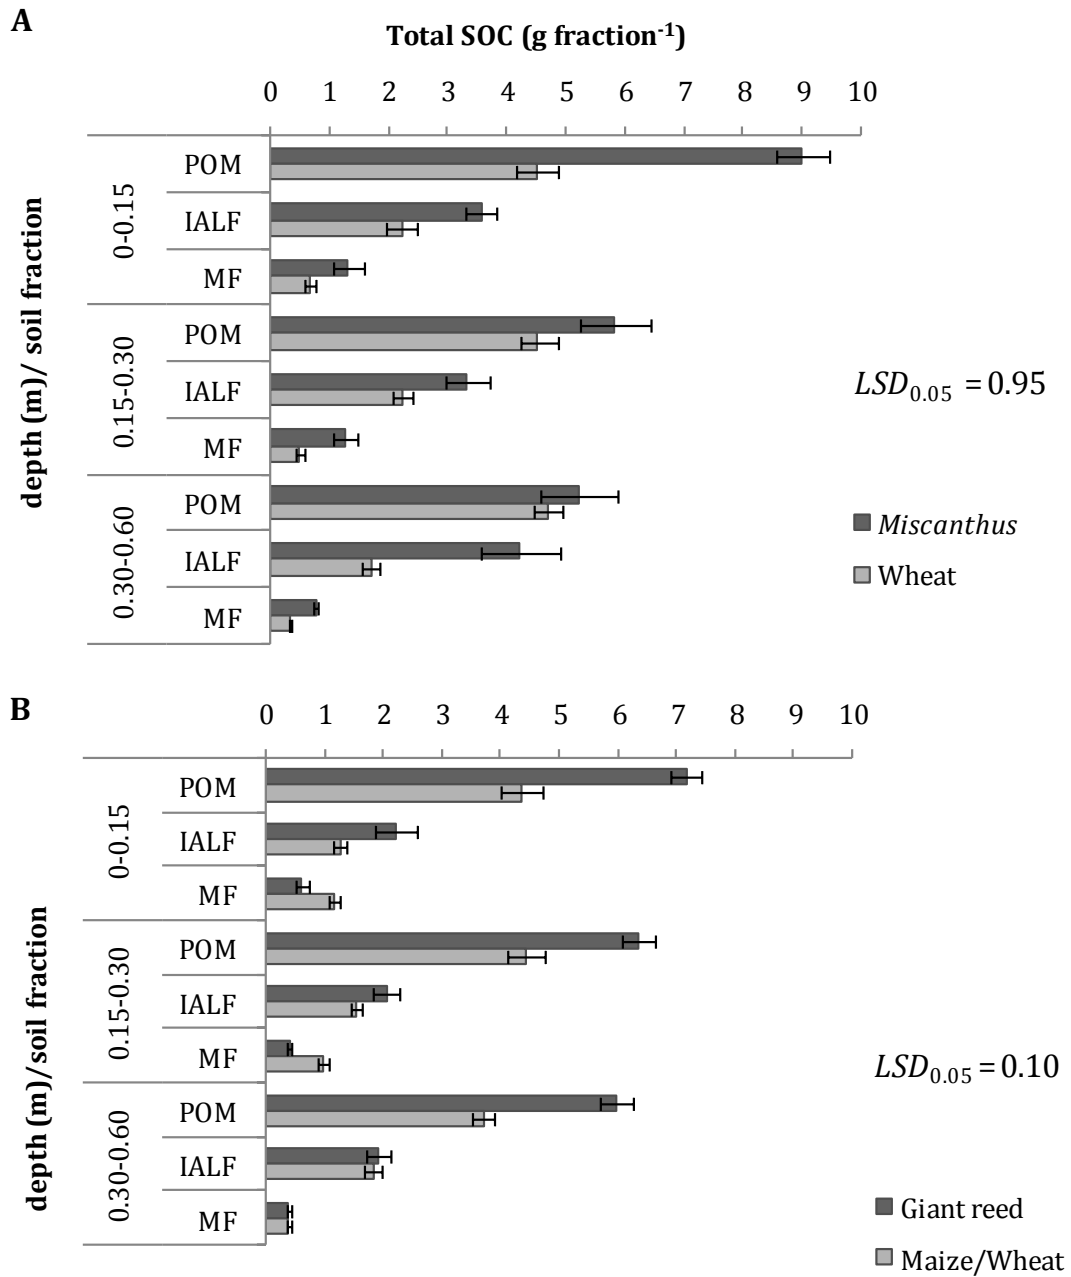 A
Total SOC (g fraction-1)
0 1 2 3 4 5 6 7 8 9 10
depth (m)/ soil fraction
0-0.15
POM
IALF
MF
0.15-0.30
POM
IALF
MF
0.30-0.60
POM
IALF
MF
LSD0.05 = 0.95
Miscanthus
Wheat
B
0 1 2 3 4 5 6 7 8 9 10
depth (m)/soil fraction
0-0.15
POM
IALF
MF
0.15-0.30
POM
IALF
MF
0.30-0.60
POM
IALF
MF
LSD0.05 = 0.10
Giant reed
Maize/Wheat